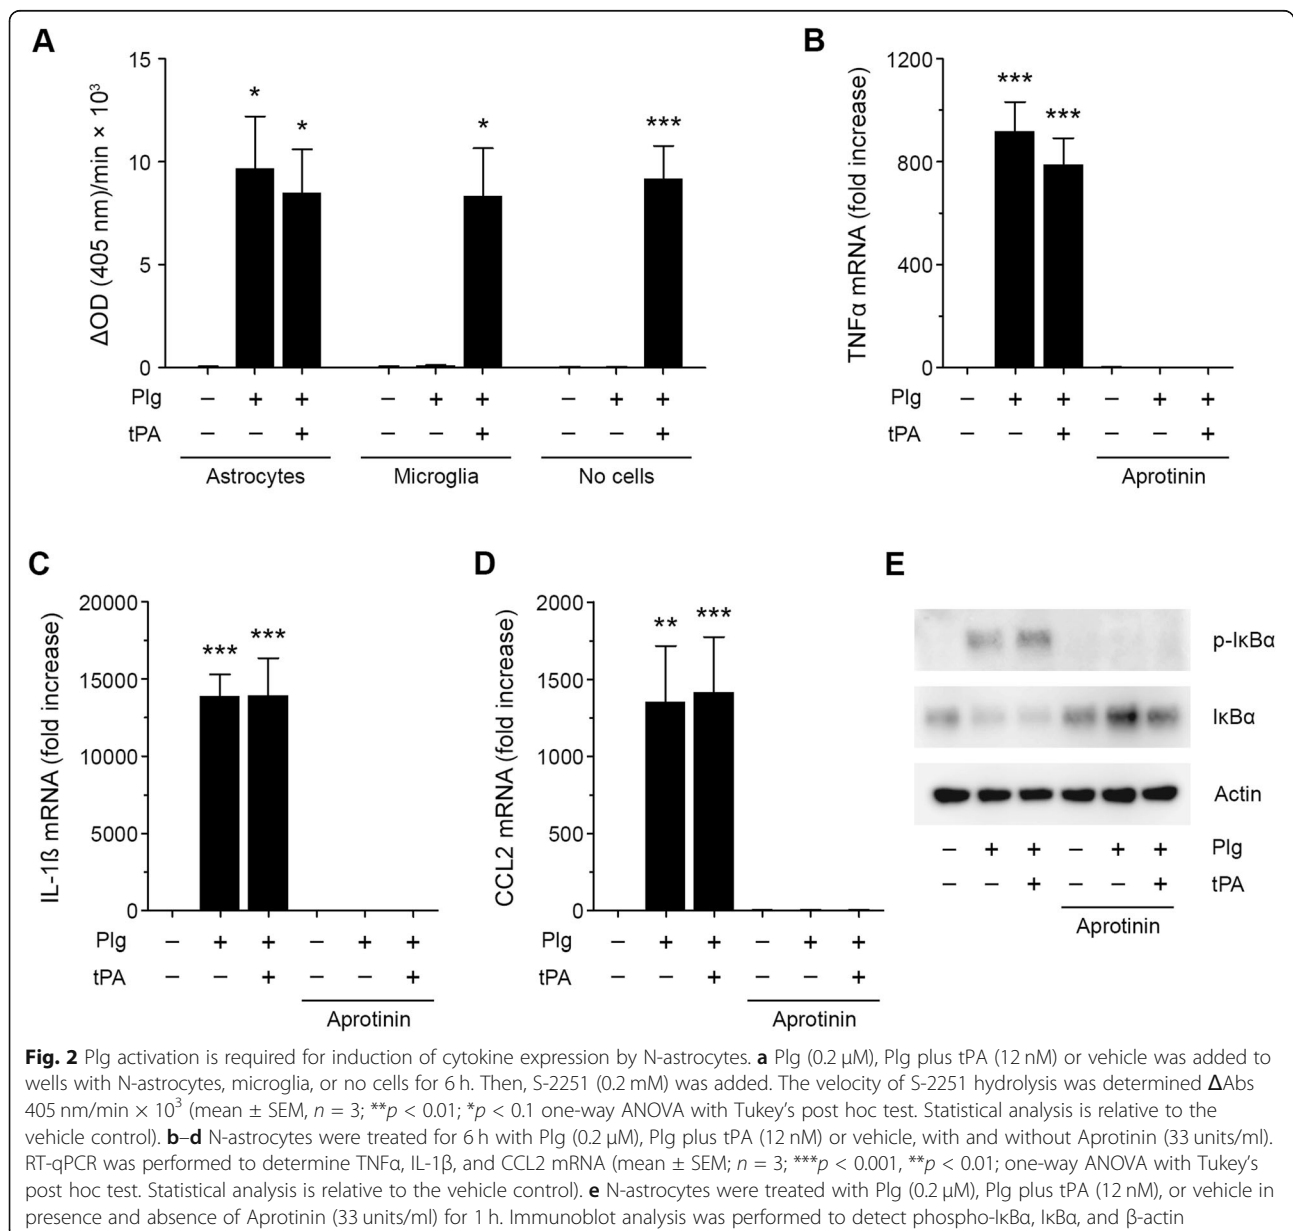 A
ΔOD (405 nm)/min × 10³
15
10
5
0
* * * ***
Plg – + + – + + – + +
tPA – – + – – + – – +
Astrocytes Microglia No cells
B
TNFα mRNA (fold increase)
1200
800
400
0
*** ***
Plg – + + – + +
tPA – – + – – +
Aprotinin
C
IL-1ß mRNA (fold increase)
20000
15000
10000
5000
0
*** ***
Plg – + + – + +
tPA – – + – – +
Aprotinin
D
CCL2 mRNA (fold increase)
2000
1500
1000
500
0
** ***
Plg – + + – + +
tPA – – + – – +
Aprotinin
E
p-IκBα
IκBα
Actin
– + + – + + Plg
– – + – – + tPA
Aprotinin
Fig. 2 Plg activation is required for induction of cytokine expression by N-astrocytes. a Plg (0.2 μM), Plg plus tPA (12 nM) or vehicle was added to
wells with N-astrocytes, microglia, or no cells for 6 h. Then, S-2251 (0.2 mM) was added. The velocity of S-2251 hydrolysis was determined ΔAbs
405 nm/min × 10³ (mean ± SEM, n = 3; **p < 0.01; *p < 0.1 one-way ANOVA with Tukey's post hoc test. Statistical analysis is relative to the
vehicle control). b–d N-astrocytes were treated for 6 h with Plg (0.2 μM), Plg plus tPA (12 nM) or vehicle, with and without Aprotinin (33 units/ml).
RT-qPCR was performed to determine TNFα, IL-1β, and CCL2 mRNA (mean ± SEM; n = 3; ***p < 0.001, **p < 0.01; one-way ANOVA with Tukey's
post hoc test. Statistical analysis is relative to the vehicle control). e N-astrocytes were treated with Plg (0.2 μM), Plg plus tPA (12 nM), or vehicle in
presence and absence of Aprotinin (33 units/ml) for 1 h. Immunoblot analysis was performed to detect phospho-IκBα, IκBα, and β-actin